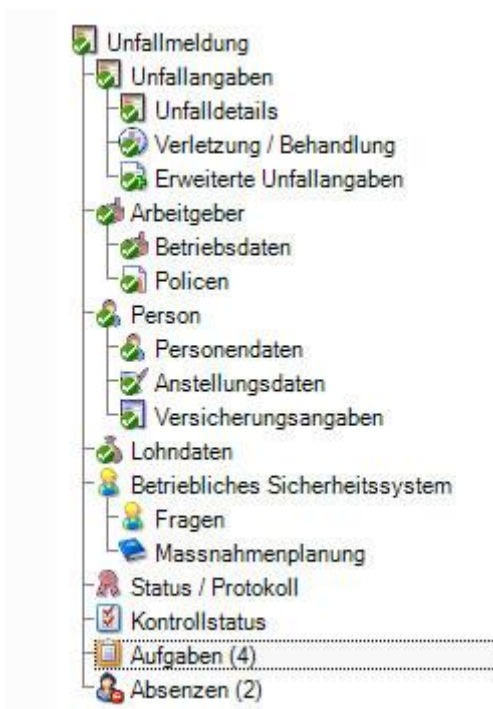 Unfallmeldung
Unfallangaben
Unfalldetails
Verletzung / Behandlung
Erweiterte Unfallangaben
Arbeitgeber
Betriebsdaten
Policen
Person
Personendaten
Anstellungsdaten
Versicherungsangaben
Lohndaten
Betriebliches Sicherheitssystem
Fragen
Massnahmenplanung
Status / Protokoll
Kontrollstatus
Aufgaben (4)
Absenzen (2)